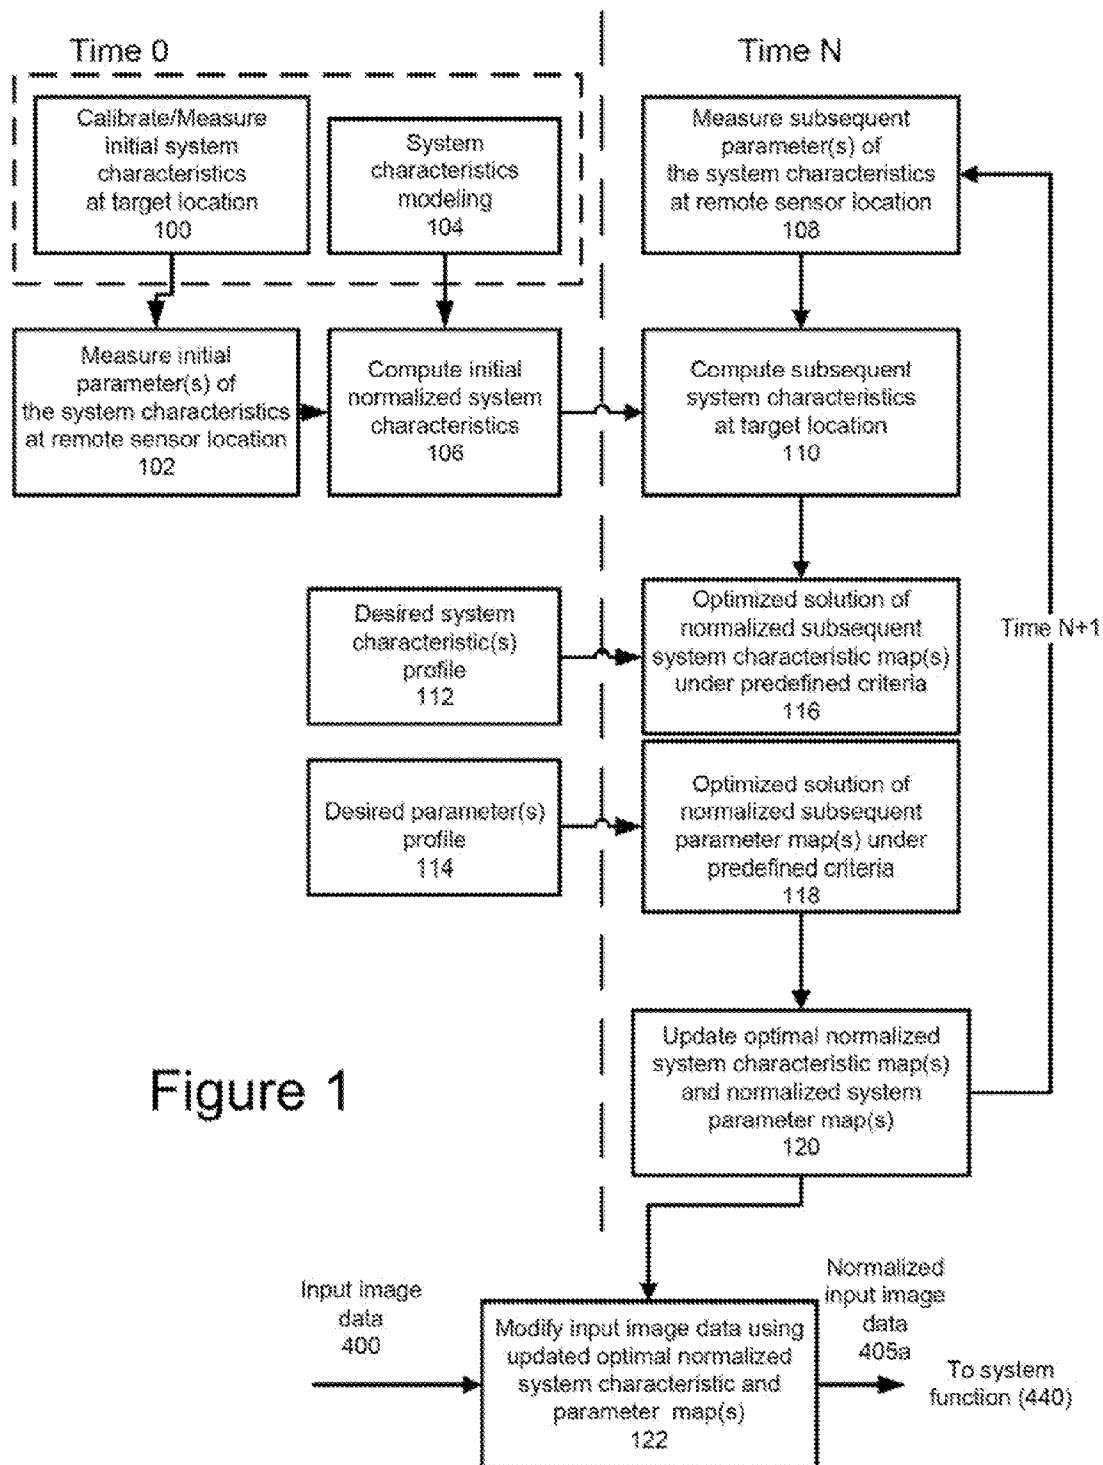 Time 0
Time N
Calibrate/Measure
initial system
characteristics
at target location
100
System
characteristics
modeling
104
Measure subsequent
parameter(s) of
the system characteristics
at remote sensor location
108
Measure initial
parameter(s) of
the system characteristics
at remote sensor location
102
Compute initial
normalized system
characteristics
106
Compute subsequent
system characteristics
at target location
110
Desired system
characteristic(s)
profile
112
Optimized solution of
normalized subsequent
system characteristic map(s)
under predefined criteria
116
Time N+1
Desired parameter(s)
profile
114
Optimized solution of
normalized subsequent
parameter map(s) under
predefined criteria
118
Update optimal normalized
system characteristic map(s)
and normalized system
parameter map(s)
120
Figure 1
Input image
data
400
Modify input image data using
updated optimal normalized
system characteristic and
parameter map(s)
122
Normalized
input image
data
405a
To system
function (440)